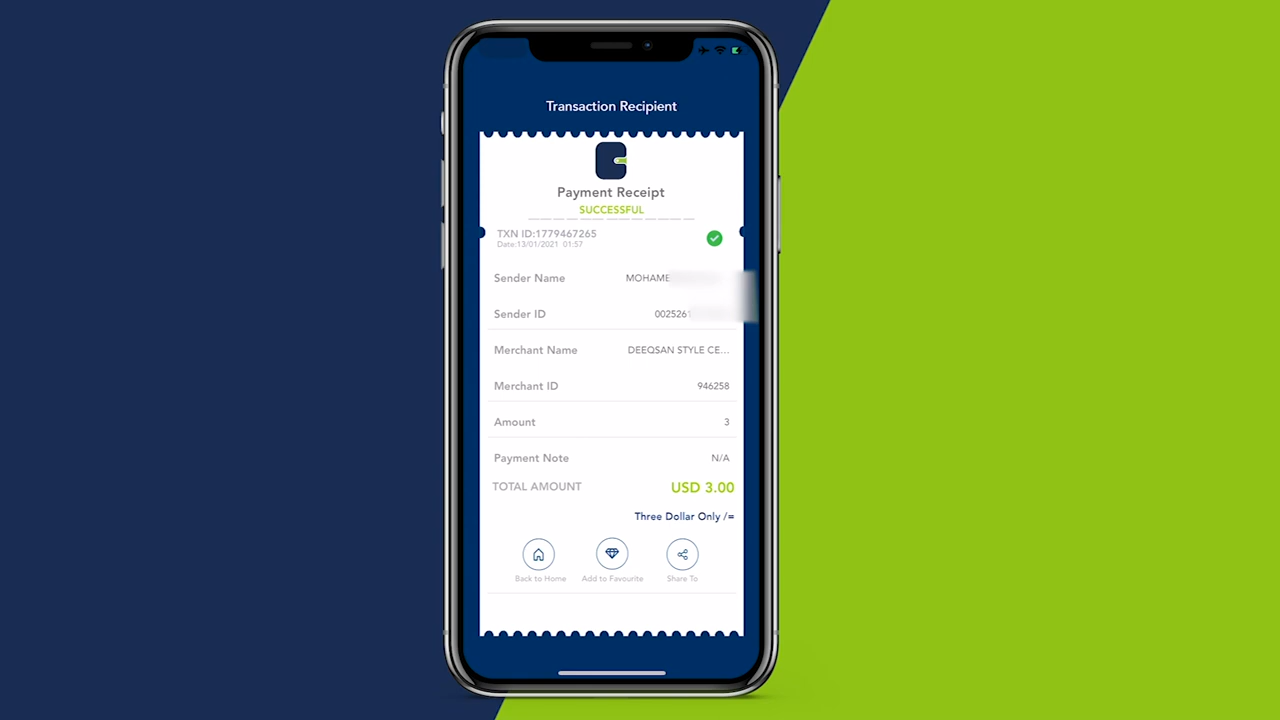 Transaction Recipient
Payment Receipt
SUCCESSFUL
TXN ID:1779467265
Date:13/01/2021 01:57
Sender Name MOHAME
Sender ID 0025261
Merchant Name DEEQSAN STYLE CE...
Merchant ID 946258
Amount 3
Payment Note N/A
TOTAL AMOUNT USD 3.00
Three Dollar Only /=
Back to Home Add to Favourite Share To